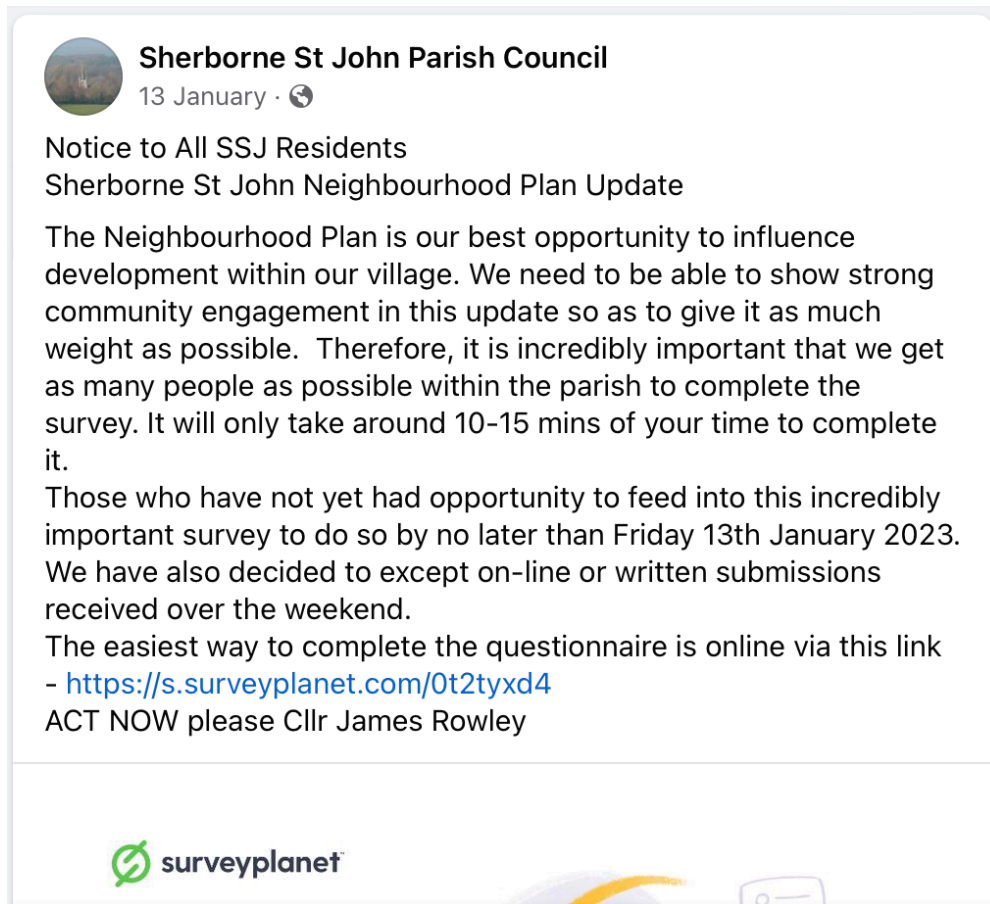 Sherborne St John Parish Council
13 January ·
Notice to All SSJ Residents
Sherborne St John Neighbourhood Plan Update
The Neighbourhood Plan is our best opportunity to influence
development within our village. We need to be able to show strong
community engagement in this update so as to give it as much
weight as possible.  Therefore, it is incredibly important that we get
as many people as possible within the parish to complete the
survey. It will only take around 10-15 mins of your time to complete
it.
Those who have not yet had opportunity to feed into this incredibly
important survey to do so by no later than Friday 13th January 2023.
We have also decided to except on-line or written submissions
received over the weekend.
The easiest way to complete the questionnaire is online via this link
- https://s.surveyplanet.com/0t2tyxd4
ACT NOW please Cllr James Rowley
surveyplanet™